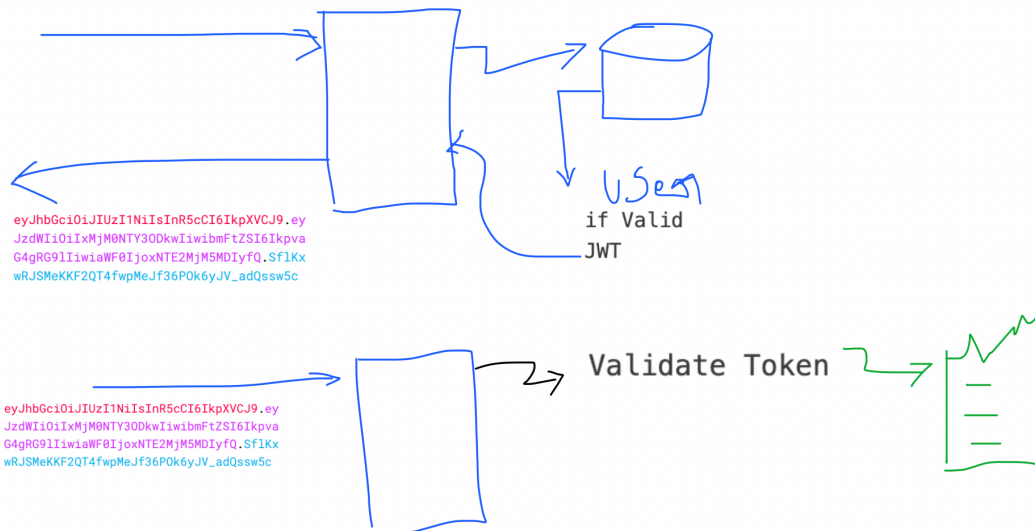 User
if Valid
JWT
eyJhbGciOiJIUzI1NiIsInR5cCI6IkpXVCJ9.ey
JzdWIiOiIxMjM0NTY3ODkwIiwibmFtZSI6Ikpva
G4gRG9lIiwiaWF0IjoxNTE2MjM5MDIyfQ.SflKx
wRJSMeKKF2QT4fwpMeJf36POk6yJV_adQssw5c
Validate Token
eyJhbGciOiJIUzI1NiIsInR5cCI6IkpXVCJ9.ey
JzdWIiOiIxMjM0NTY3ODkwIiwibmFtZSI6Ikpva
G4gRG9lIiwiaWF0IjoxNTE2MjM5MDIyfQ.SflKx
wRJSMeKKF2QT4fwpMeJf36POk6yJV_adQssw5c